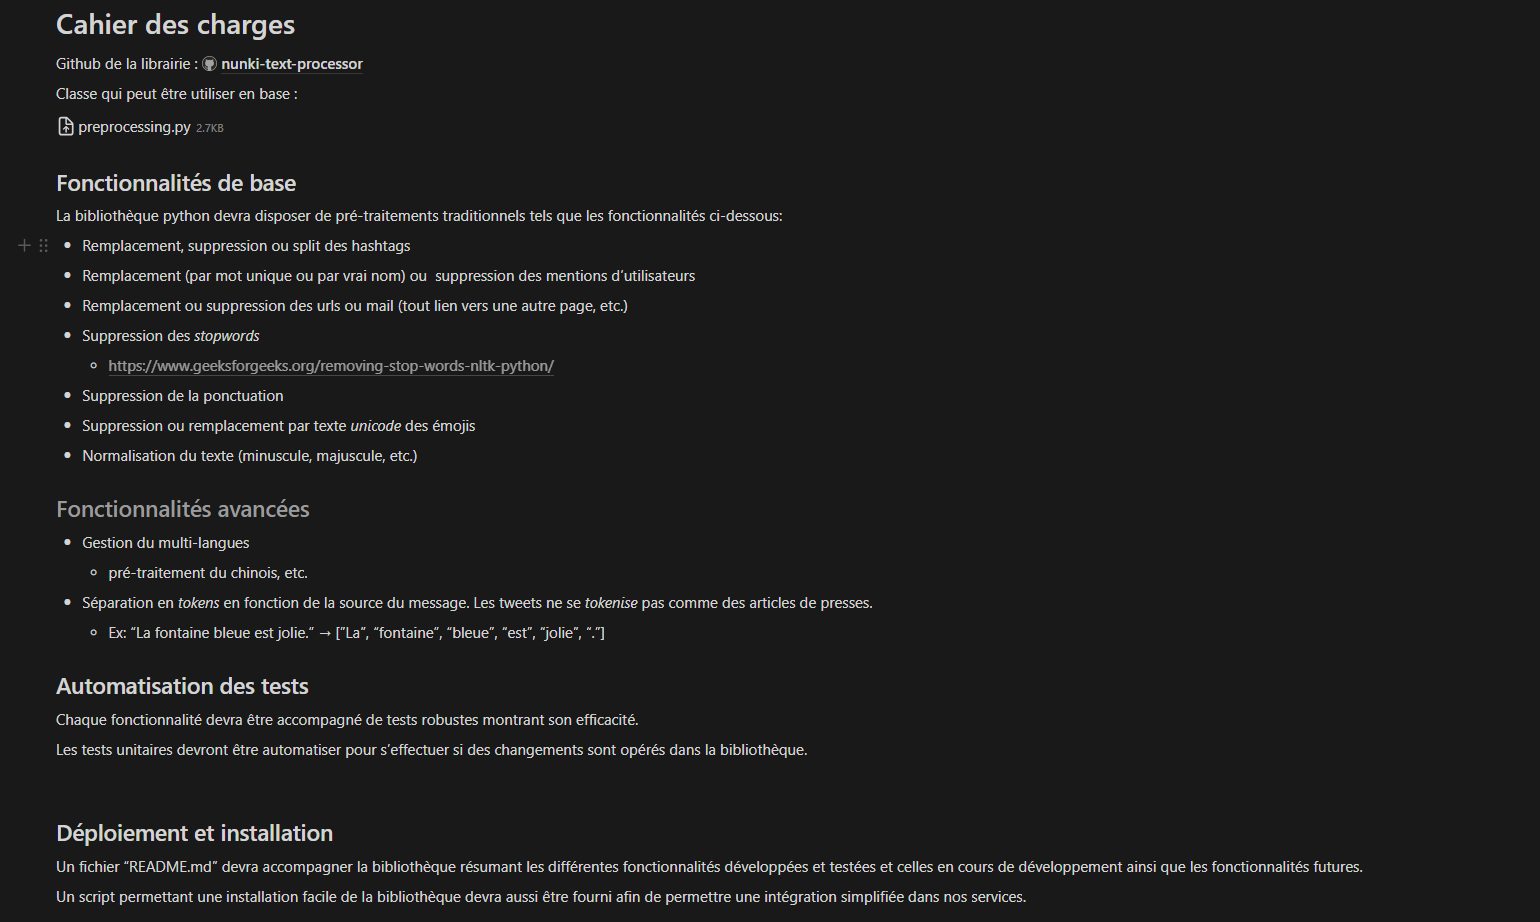 Cahier des charges
Github de la librairie : nunki-text-processor
Classe qui peut être utiliser en base :
preprocessing.py 2.7KB
Fonctionnalités de base
La bibliothèque python devra disposer de pré-traitements traditionnels tels que les fonctionnalités ci-dessous:
• Remplacement, suppression ou split des hashtags
• Remplacement (par mot unique ou par vrai nom) ou  suppression des mentions d’utilisateurs
• Remplacement ou suppression des urls ou mail (tout lien vers une autre page, etc.)
• Suppression des stopwords
◦ https://www.geeksforgeeks.org/removing-stop-words-nltk-python/
• Suppression de la ponctuation
• Suppression ou remplacement par texte unicode des émojis
• Normalisation du texte (minuscule, majuscule, etc.)
Fonctionnalités avancées
• Gestion du multi-langues
◦ pré-traitement du chinois, etc.
• Séparation en tokens en fonction de la source du message. Les tweets ne se tokenise pas comme des articles de presses.
◦ Ex: “La fontaine bleue est jolie.” → [”La”, “fontaine”, “bleue”, “est”, “jolie”, “.”]
Automatisation des tests
Chaque fonctionnalité devra être accompagné de tests robustes montrant son efficacité.
Les tests unitaires devront être automatiser pour s’effectuer si des changements sont opérés dans la bibliothèque.
Déploiement et installation
Un fichier “README.md” devra accompagner la bibliothèque résumant les différentes fonctionnalités développées et testées et celles en cours de développement ainsi que les fonctionnalités futures.
Un script permettant une installation facile de la bibliothèque devra aussi être fourni afin de permettre une intégration simplifiée dans nos services.